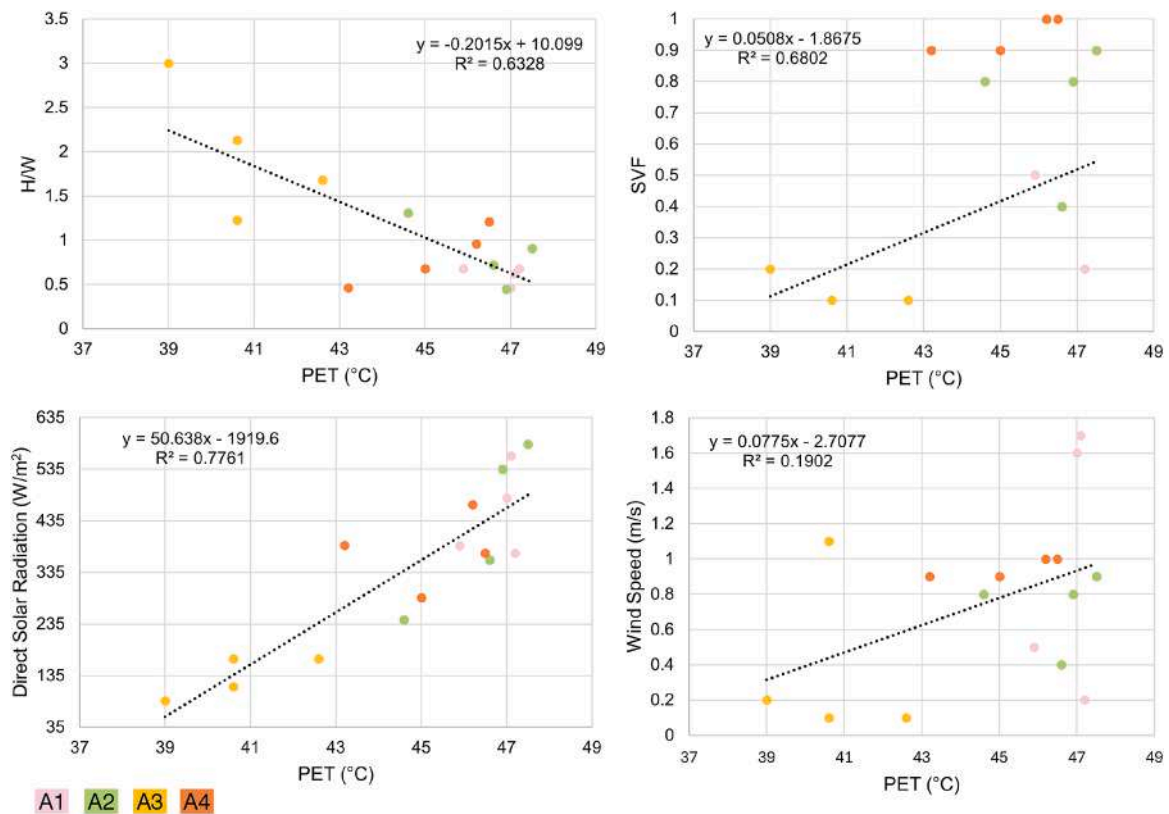 3.5
3
2.5
2
1.5
1
0.5
0
H/W
y = -0.2015x + 10.099
R² = 0.6328
37 39 41 43 45 47 49
PET (°C)
1
0.9
0.8
0.7
0.6
0.5
0.4
0.3
0.2
0.1
0
SVF
y = 0.0508x - 1.8675
R² = 0.6802
37 39 41 43 45 47 49
PET (°C)
635
535
435
335
235
135
35
Direct Solar Radiation (W/m²)
y = 50.638x - 1919.6
R² = 0.7761
37 39 41 43 45 47 49
PET (°C)
1.8
1.6
1.4
1.2
1
0.8
0.6
0.4
0.2
0
Wind Speed (m/s)
y = 0.0775x - 2.7077
R² = 0.1902
37 39 41 43 45 47 49
PET (°C)
A1 A2 A3 A4